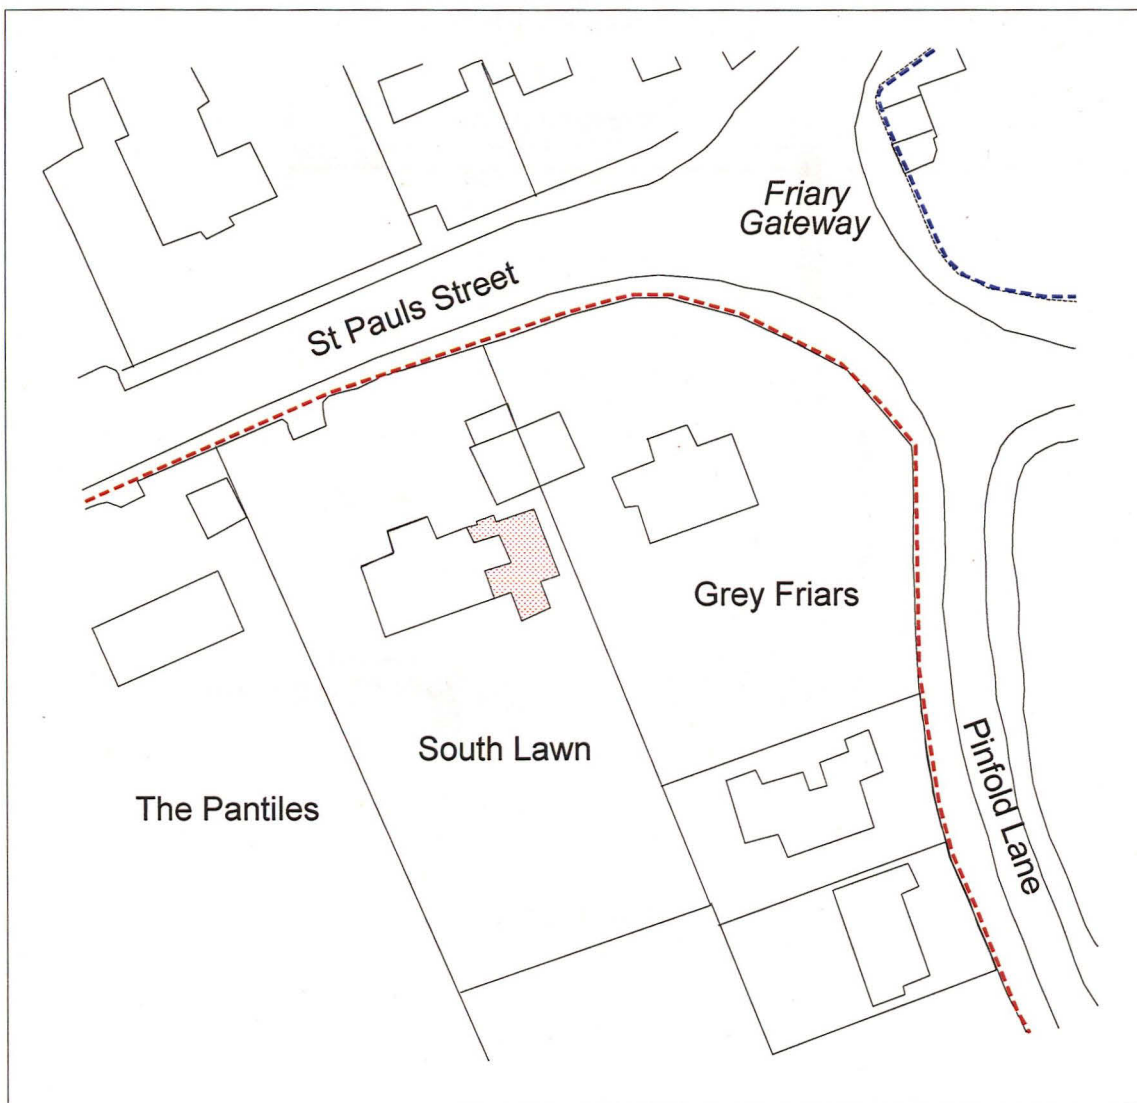 Friary
Gateway
St Pauls Street
Grey Friars
South Lawn
The Pantiles
Pinfold Lane